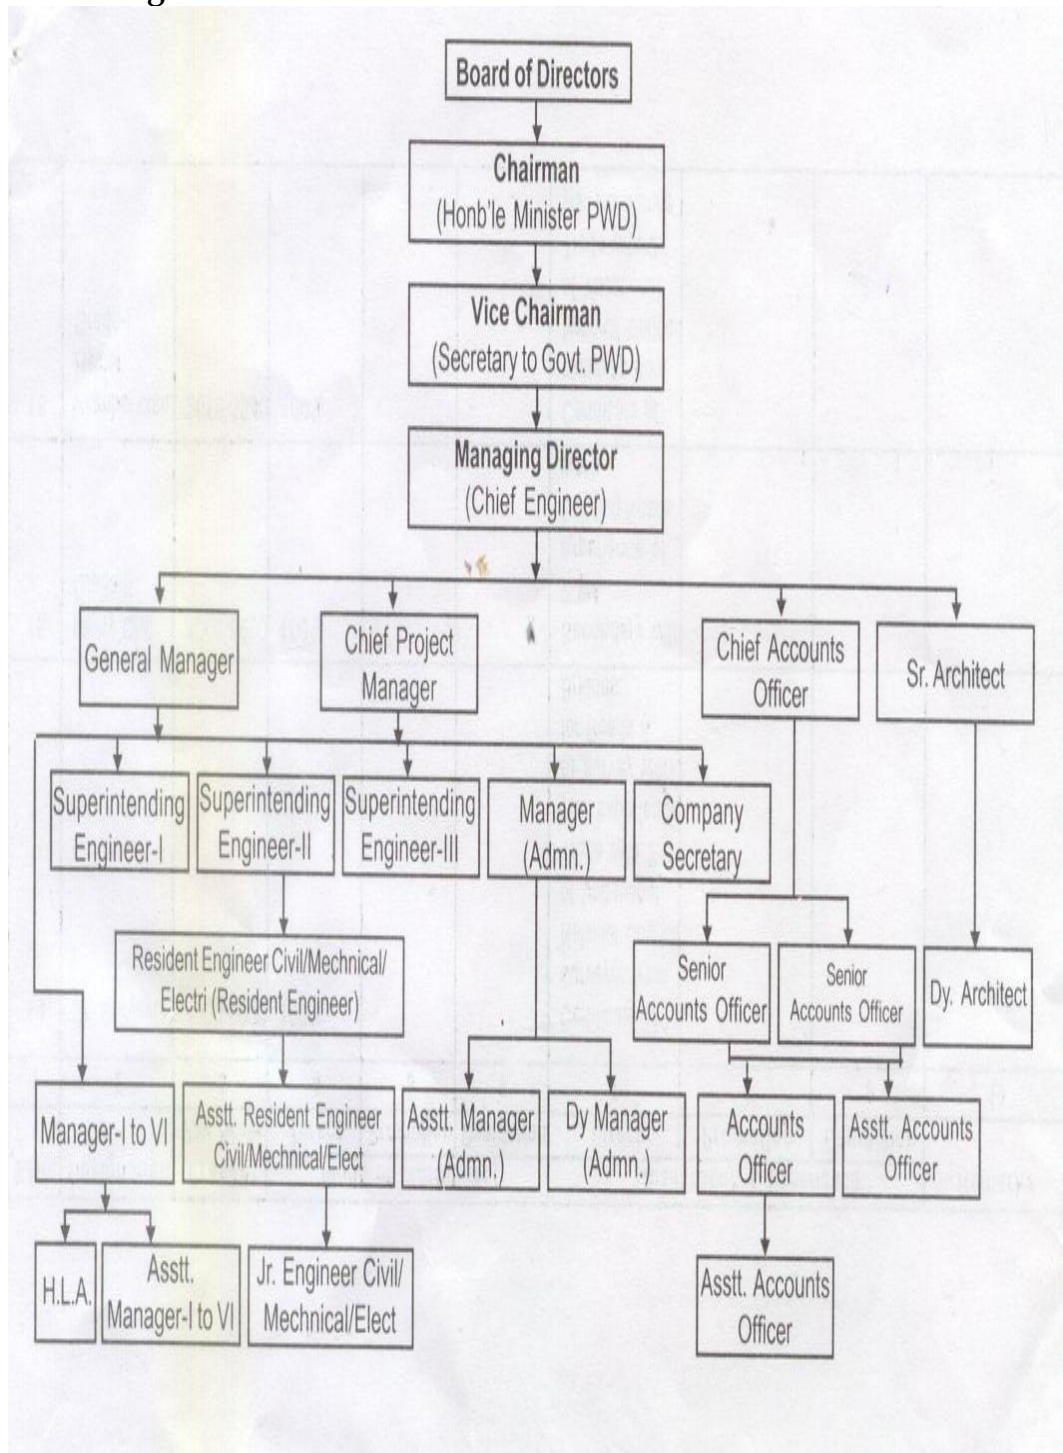 Board of Directors
Chairman
(Honb'le Minister PWD)
Vice Chairman
(Secretary to Govt. PWD)
Managing Director
(Chief Engineer)
General Manager
Chief Project
Manager
Chief Accounts
Officer
Sr. Architect
Superintending
Engineer-I
Superintending
Engineer-II
Superintending
Engineer-III
Manager
(Admn.)
Company
Secretary
Resident Engineer Civil/Mechnical/
Electri (Resident Engineer)
Senior
Accounts Officer
Senior
Accounts Officer
Dy. Architect
Manager-I to VI
Asstt. Resident Engineer
Civil/Mechnical/Elect
Asstt. Manager
(Admn.)
Dy Manager
(Admn.)
Accounts
Officer
Asstt. Accounts
Officer
H.L.A.
Asstt.
Manager-I to VI
Jr. Engineer Civil/
Mechnical/Elect
Asstt. Accounts
Officer